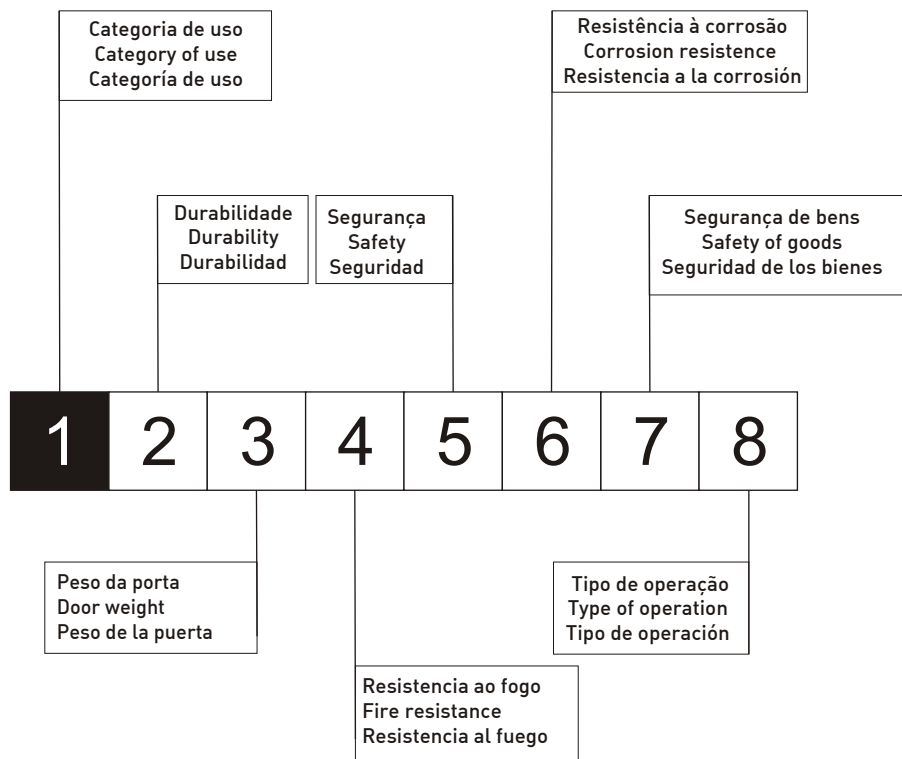 Categoria de uso
Category of use
Categoría de uso
Resistência à corrosão
Corrosion resistence
Resistencia a la corrosión
Durabilidade
Durability
Durabilidad
Segurança
Safety
Seguridad
Segurança de bens
Safety of goods
Seguridad de los bienes
1 2 3 4 5 6 7 8
Peso da porta
Door weight
Peso de la puerta
Tipo de operação
Type of operation
Tipo de operación
Resistencia ao fogo
Fire resistance
Resistencia al fuego